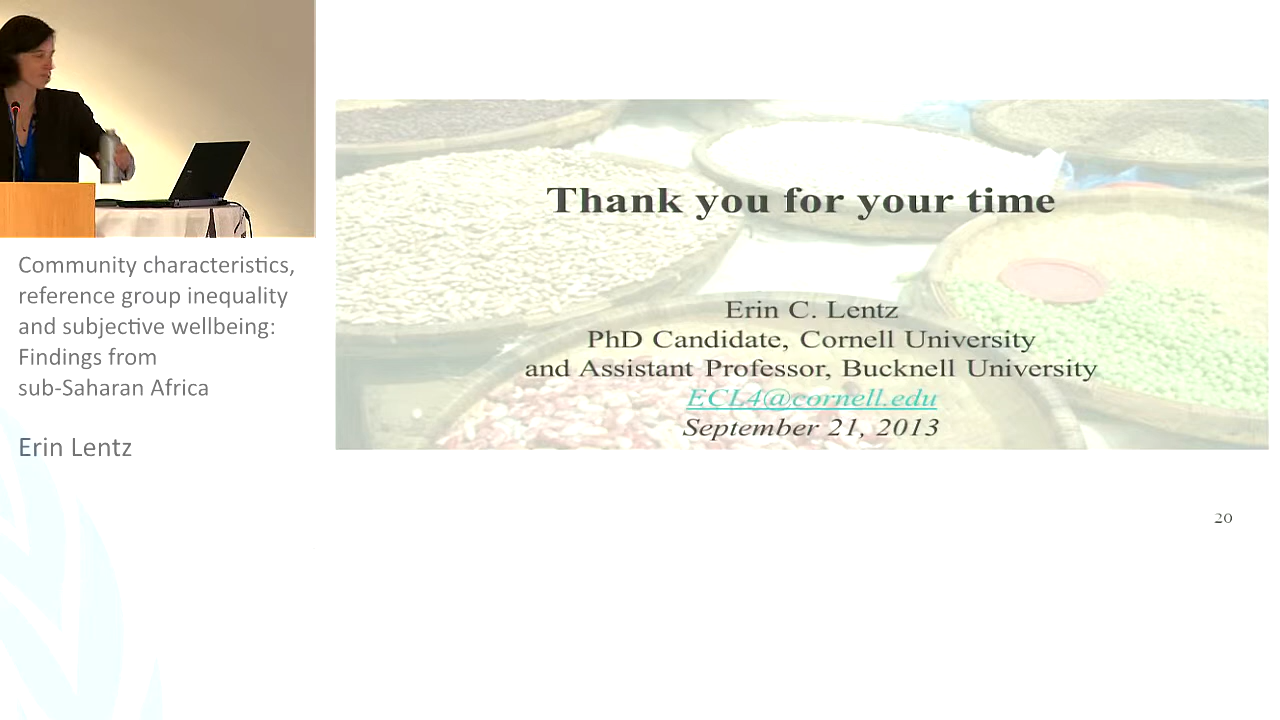 Community characteristics,
reference group inequality
and subjective wellbeing:
Findings from
sub-Saharan Africa
Erin Lentz
Thank you for your time
Erin C. Lentz
PhD Candidate, Cornell University
and Assistant Professor, Bucknell University
ECL4@cornell.edu
September 21, 2013
20